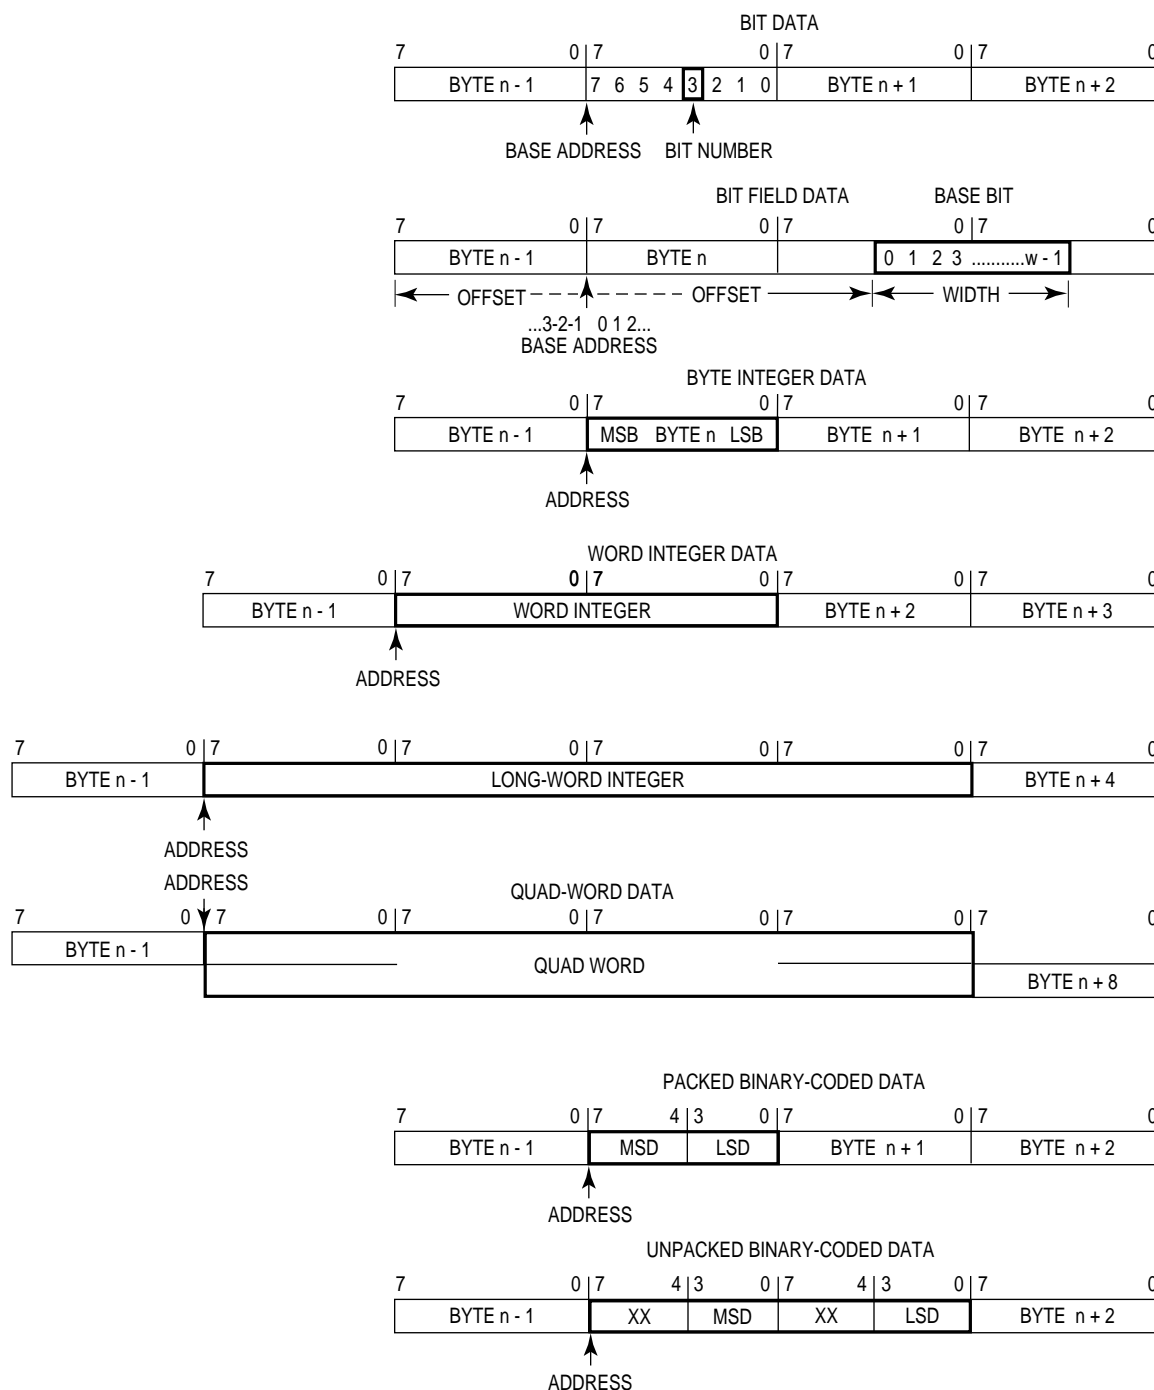 BIT DATA
7 0 7 0 7 0 7 0
BYTE n - 1 7 6 5 4 3 2 1 0 BYTE n + 1 BYTE n + 2
BASE ADDRESS BIT NUMBER
BIT FIELD DATA BASE BIT
7 0 7 0 7 0 7 0
BYTE n - 1 BYTE n 0 1 2 3 ...........w - 1
OFFSET OFFSET WIDTH
...3-2-1 0 1 2...
BASE ADDRESS
BYTE INTEGER DATA
7 0 7 0 7 0 7 0
BYTE n - 1 MSB BYTE n LSB BYTE n + 1 BYTE n + 2
ADDRESS
WORD INTEGER DATA
7 0 7 0 7 0 7 0 7 0
BYTE n - 1 WORD INTEGER BYTE n + 2 BYTE n + 3
ADDRESS
7 0 7 0 7 0 7 0 7 0 7 0
BYTE n - 1 LONG-WORD INTEGER BYTE n + 4
ADDRESS
ADDRESS
QUAD-WORD DATA
7 0 7 0 7 0 7 0 7 0 7 0
BYTE n - 1 QUAD WORD
BYTE n + 8
PACKED BINARY-CODED DATA
7 0 7 4 3 0 7 0 7 0
BYTE n - 1 MSD LSD BYTE n + 1 BYTE n + 2
ADDRESS
UNPACKED BINARY-CODED DATA
7 0 7 4 3 0 7 4 3 0 7 0
BYTE n - 1 XX MSD XX LSD BYTE n + 2
ADDRESS